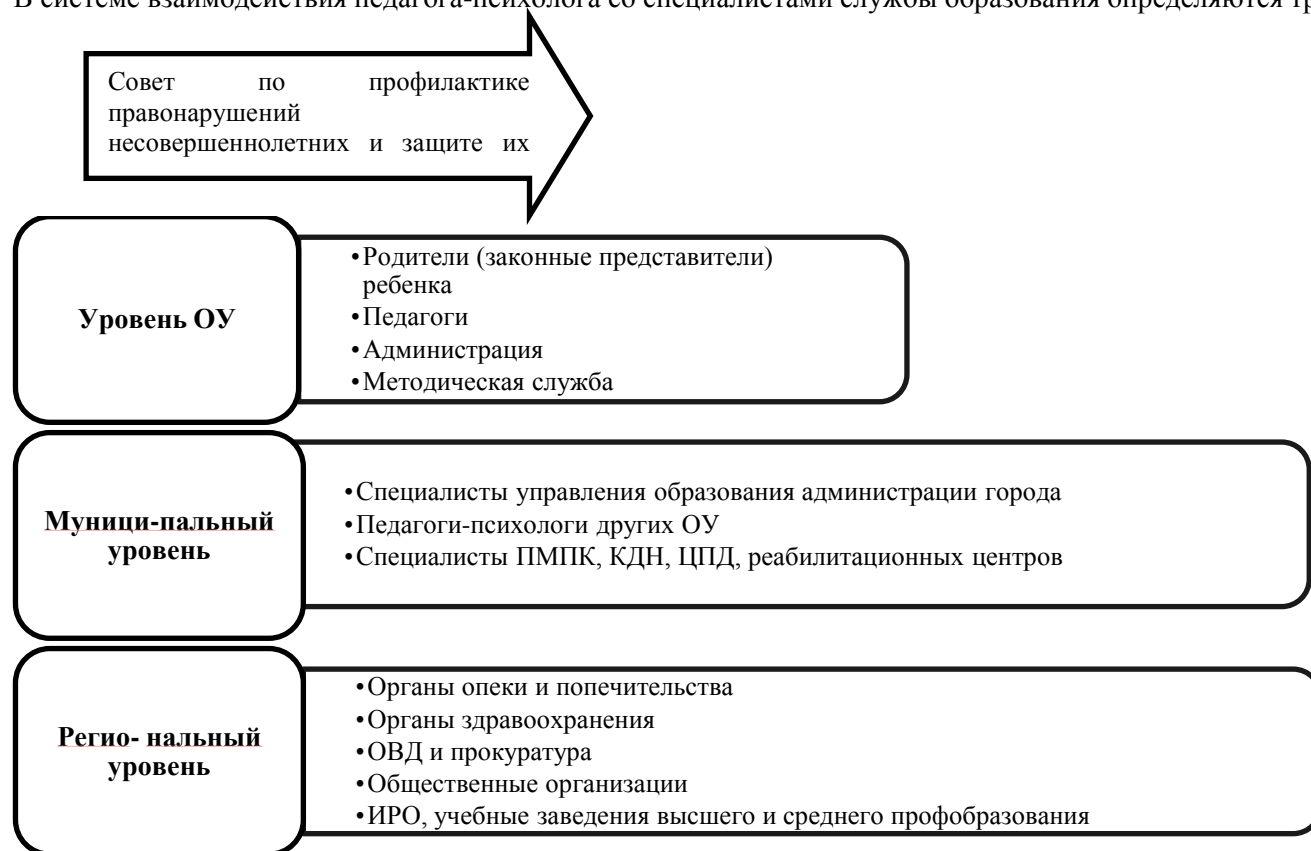 В системе взаимодействия педагога-психолога со специалистами службы образования определяются
Совет по профилактике
правонарушений
несовершеннолетних и защите их
Уровень ОУ
•Родители (законные представители)
ребенка
•Педагоги
•Администрация
•Методическая служба
Муници-пальный
уровень
•Специалисты управления образования администрации города
•Педагоги-психологи других ОУ
•Специалисты ПМПК, КДН, ЦПД, реабилитационных центров
Регио- нальный
уровень
•Органы опеки и попечительства
•Органы здравоохранения
•ОВД и прокуратура
•Общественные организации
•ИРО, учебные заведения высшего и среднего профобразования